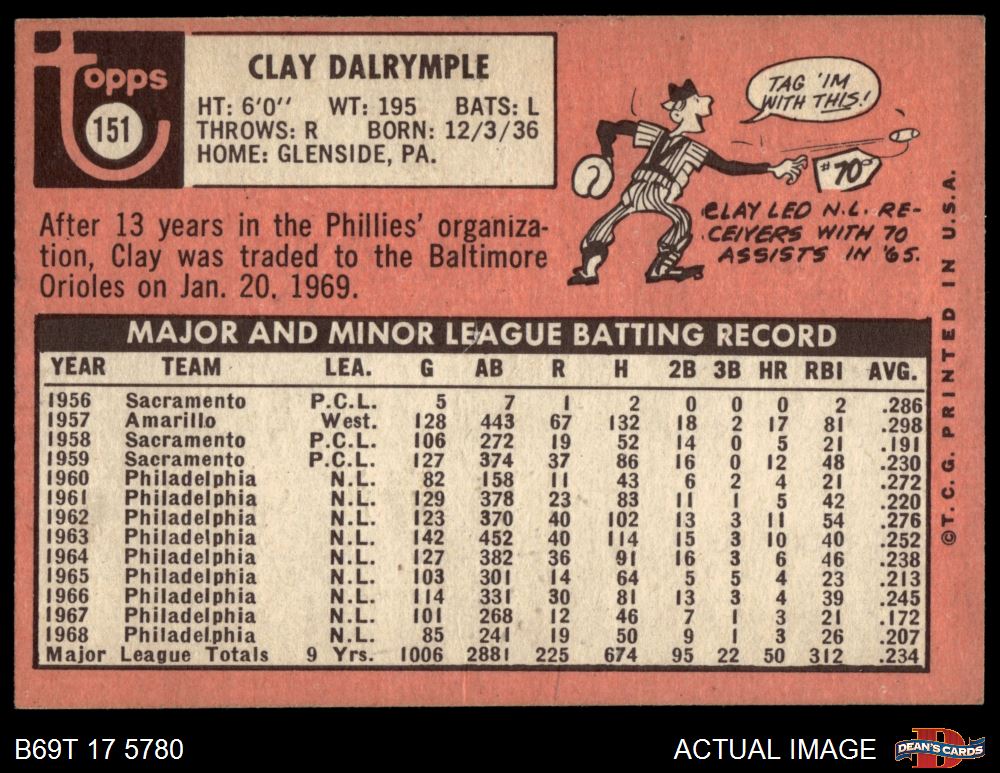 topps
151
CLAY DALRYMPLE
HT: 6'0'' WT: 195 BATS: L
THROWS: R BORN: 12/3/36
HOME: GLENSIDE, PA.
TAG 'IM
WITH THIS!
#70
CLAY LED N.L. RE-
CEIVERS WITH 70
ASSISTS IN '65.
After 13 years in the Phillies' organiza-
tion, Clay was traded to the Baltimore
Orioles on Jan. 20, 1969.
MAJOR AND MINOR LEAGUE BATTING RECORD
YEAR TEAM LEA. G AB R H 2B 3B HR RBI AVG.
1956 Sacramento P.C.L. 5 7 1 2 0 0 0 2 .286
1957 Amarillo West. 128 443 67 132 18 2 17 81 .298
1958 Sacramento P.C.L. 106 272 19 52 14 0 5 21 .191
1959 Sacramento P.C.L. 127 374 37 86 16 0 12 48 .230
1960 Philadelphia N.L. 82 158 11 43 6 2 4 21 .272
1961 Philadelphia N.L. 129 378 23 83 11 1 5 42 .220
1962 Philadelphia N.L. 123 370 40 102 13 3 11 54 .276
1963 Philadelphia N.L. 142 452 40 114 15 3 10 40 .252
1964 Philadelphia N.L. 127 382 36 91 16 3 6 46 .238
1965 Philadelphia N.L. 103 301 14 64 5 5 4 23 .213
1966 Philadelphia N.L. 114 331 30 81 13 3 4 39 .245
1967 Philadelphia N.L. 101 268 12 46 7 1 3 21 .172
1968 Philadelphia N.L. 85 241 19 50 9 1 3 26 .207
Major League Totals 9 Yrs. 1006 2881 225 674 95 22 50 312 .234
©T.C.G. PRINTED IN U.S.A.
B69T 17 5780
ACTUAL IMAGE
DEAN'S CARDS